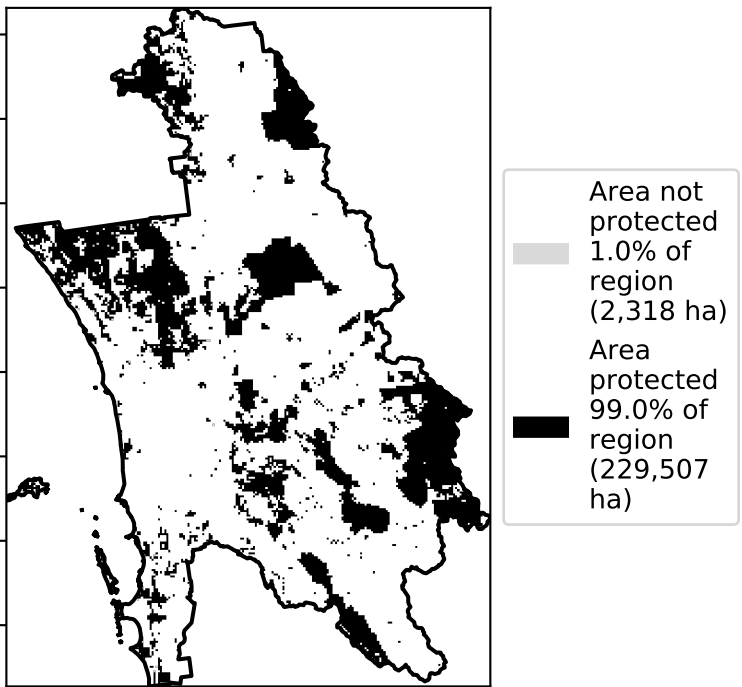 Area not
protected
1.0% of
region
(2,318 ha)
Area
protected
99.0% of
region
(229,507
ha)